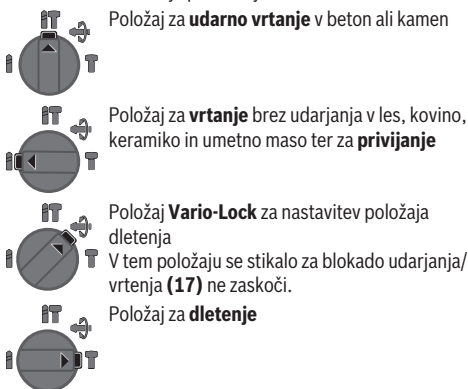 Položaj za udarno vrtanje v beton ali kamen
Položaj za vrtanje brez udarjanja v les, kovino,
keramiko in umetno maso ter za privijanje
Položaj Vario-Lock za nastavitev položaja
dletenja
V tem položaju se stikalo za blokado udarjanja/
vrtenja (17) ne zaskoči.
Položaj za dletenje